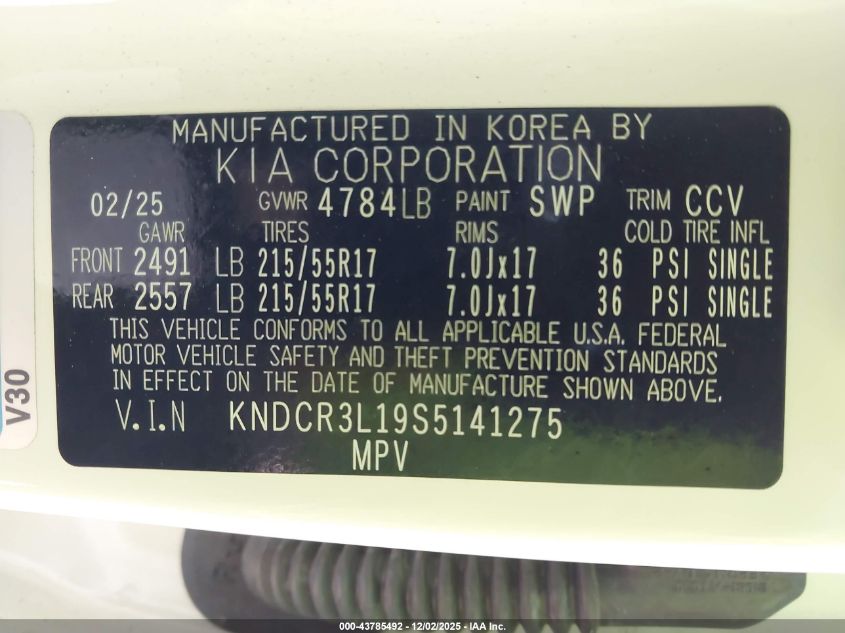 MANUFACTURED IN KOREA BY
KIA CORPORATION
02/25 GVWR 4784LB PAINT SWP TRIM CCV
GAWR TIRES RIMS COLD TIRE INFL
FRONT 2491 LB 215/55R17 7.0Jx17 36 PSI SINGLE
REAR 2557 LB 215/55R17 7.0Jx17 36 PSI SINGLE
THIS VEHICLE CONFORMS TO ALL APPLICABLE U.S.A. FEDERAL
MOTOR VEHICLE SAFETY AND THEFT PREVENTION STANDARDS
IN EFFECT ON THE DATE OF MANUFACTURE SHOWN ABOVE.
V.I.N KNDCR3L19S5141275
MPV
V30
000-43785492 - 12/02/2025 - IAA Inc.